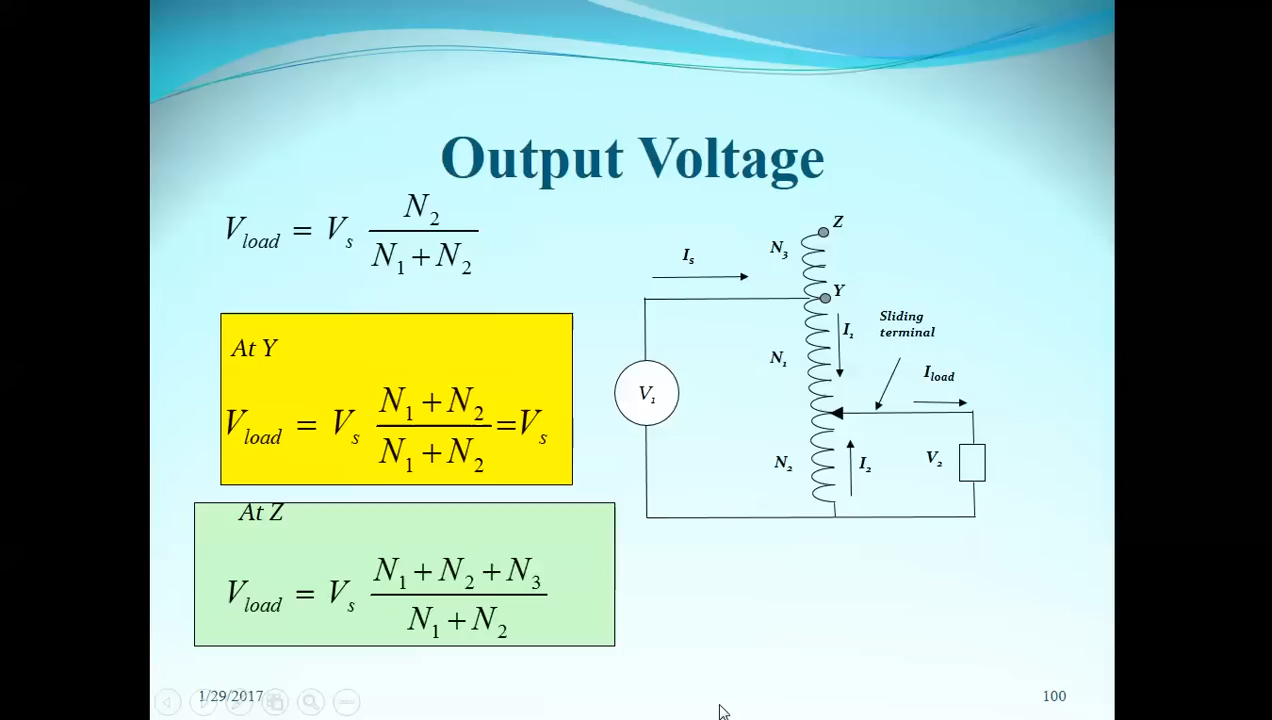 Output Voltage
V_load = V_s N_2 / (N_1 + N_2)
At Y
V_load = V_s (N_1 + N_2) / (N_1 + N_2) = V_s
At Z
V_load = V_s (N_1 + N_2 + N_3) / (N_1 + N_2)
Z
N_3
I_s
Y
Sliding
terminal
I_1
N_1
I_load
V_1
N_2
I_2
V_2
1/29/2017
100